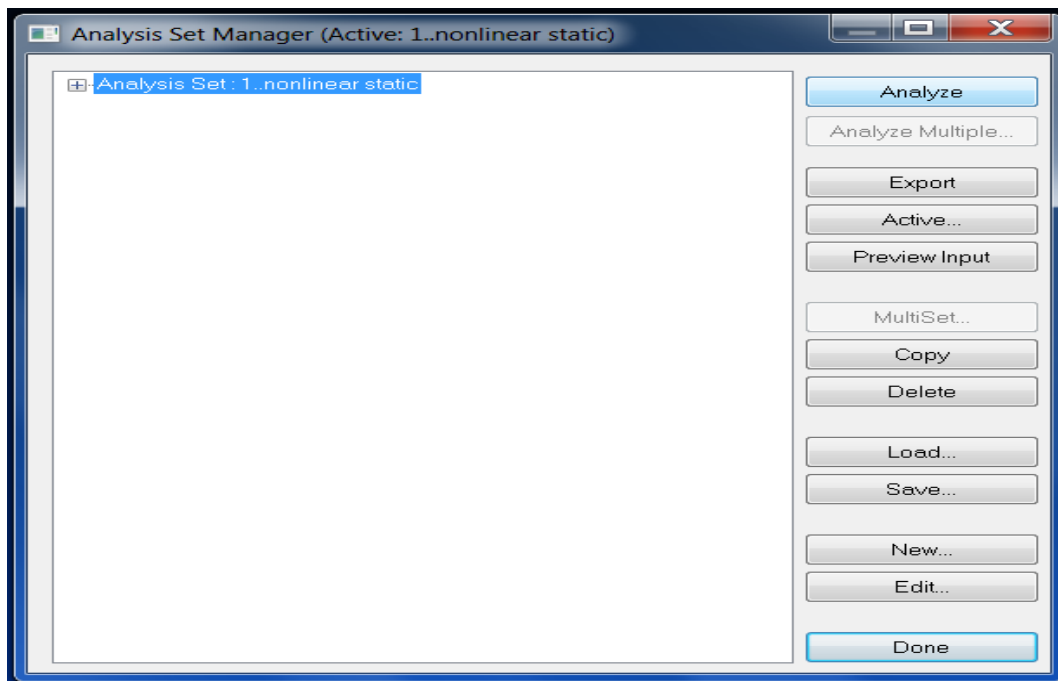 Analysis Set Manager (Active: 1..nonlinear static)
Analysis Set : 1..nonlinear static
Analyze
Analyze Multiple...
Export
Active...
Preview Input
MultiSet...
Copy
Delete
Load...
Save...
New...
Edit...
Done